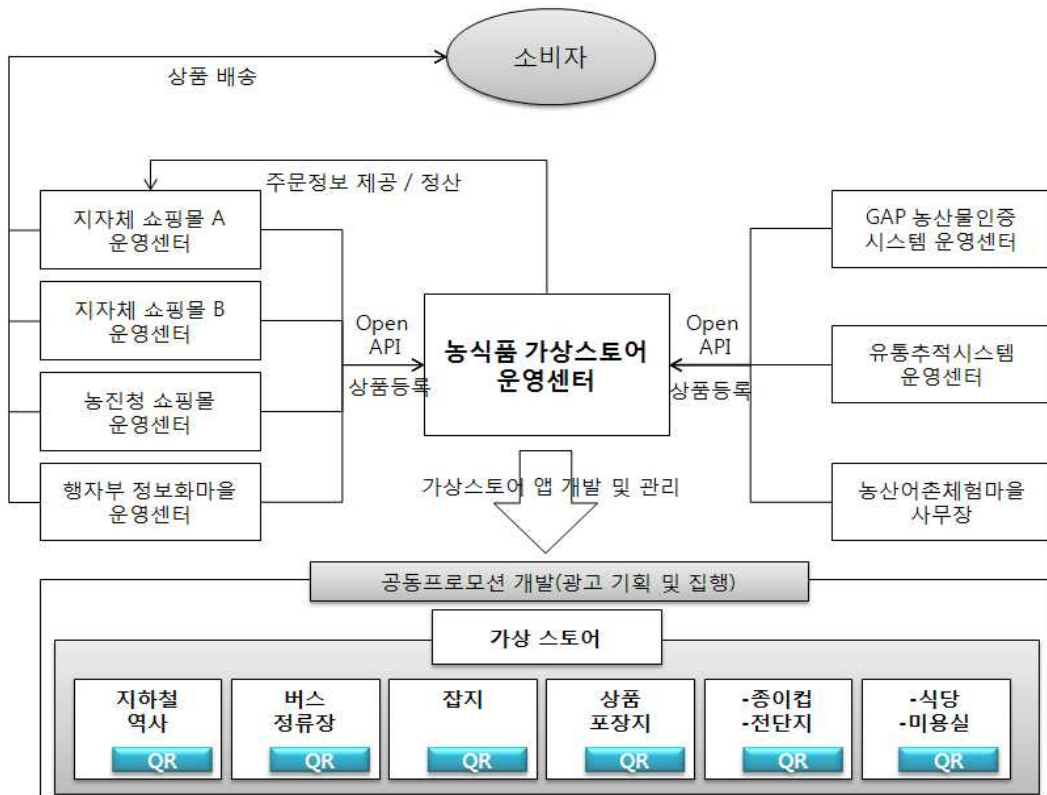 소비자
상품 배송
주문정보 제공 / 정산
지자체 쇼핑몰 A
운영센터
지자체 쇼핑몰 B
운영센터
농진청 쇼핑몰
운영센터
행자부 정보화마을
운영센터
Open
API
상품등록
농식품 가상스토어
운영센터
Open
API
상품등록
GAP 농산물인증
시스템 운영센터
유통추적시스템
운영센터
농산어촌체험마을
사무장
가상스토어 앱 개발 및 관리
공동프로모션 개발(광고 기획 및 집행)
가상 스토어
지하철
역사
QR
버스
정류장
QR
잡지
QR
상품
포장지
QR
-종이컵
-전단지
QR
-식당
-미용실
QR